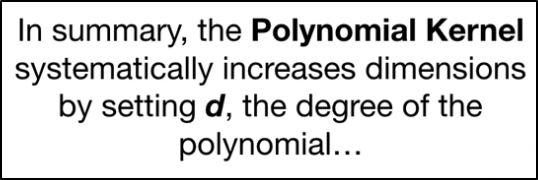 In summary, the Polynomial Kernel
systematically increases dimensions
by setting d, the degree of the
polynomial…